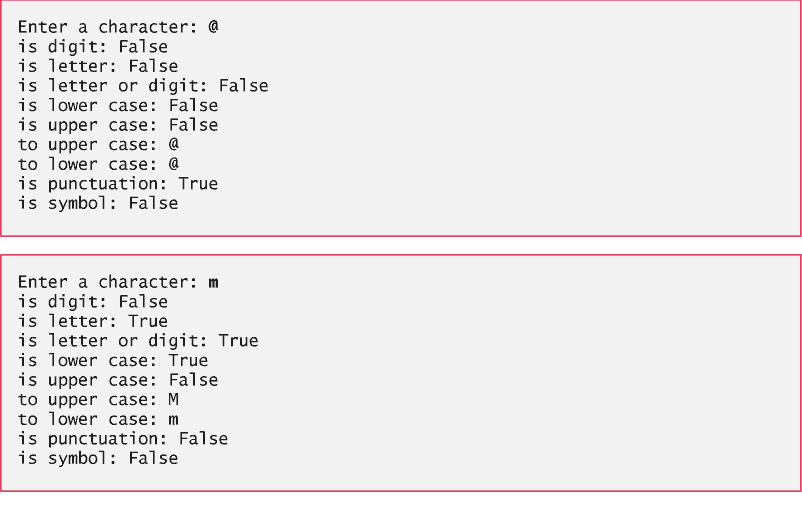 Enter a character: @
is digit: False
is letter: False
is letter or digit: False
is lower case: False
is upper case: False
to upper case: @
to lower case: @
is punctuation: True
is symbol: False
Enter a character: m
is digit: False
is letter: True
is letter or digit: True
is lower case: True
is upper case: False
to upper case: M
to lower case: m
is punctuation: False
is symbol: False